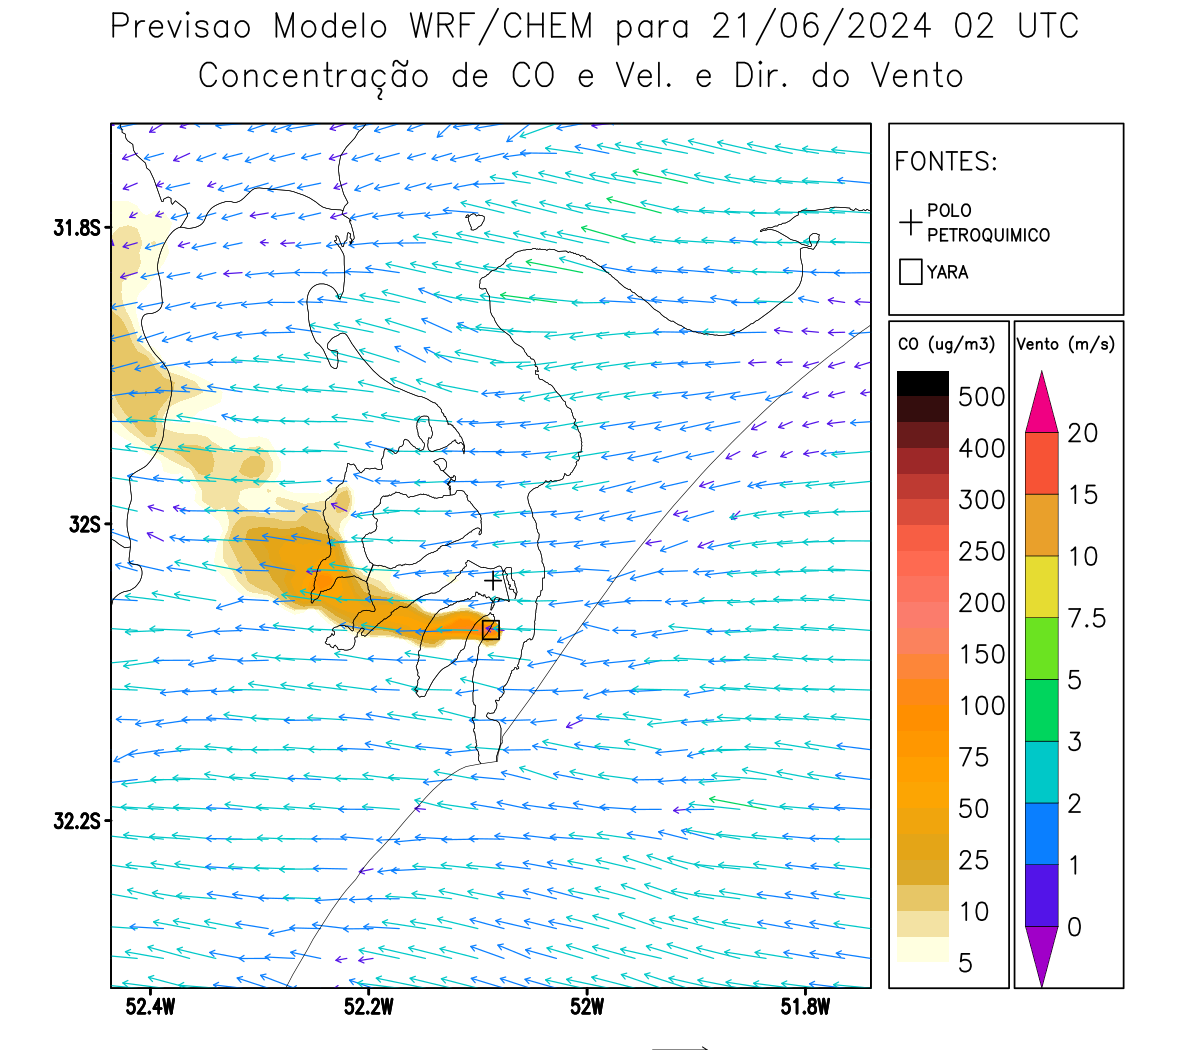 Previsao Modelo WRF/CHEM para 21/06/2024 02 UTC
Concentração de CO e Vel. e Dir. do Vento
FONTES:
POLO
PETROQUIMICO
YARA
CO (ug/m3)
500
400
300
250
200
150
100
75
50
25
10
5
Vento (m/s)
20
15
10
7.5
5
3
2
1
0
31.8S
32S
32.2S
52.4W
52.2W
52W
51.8W